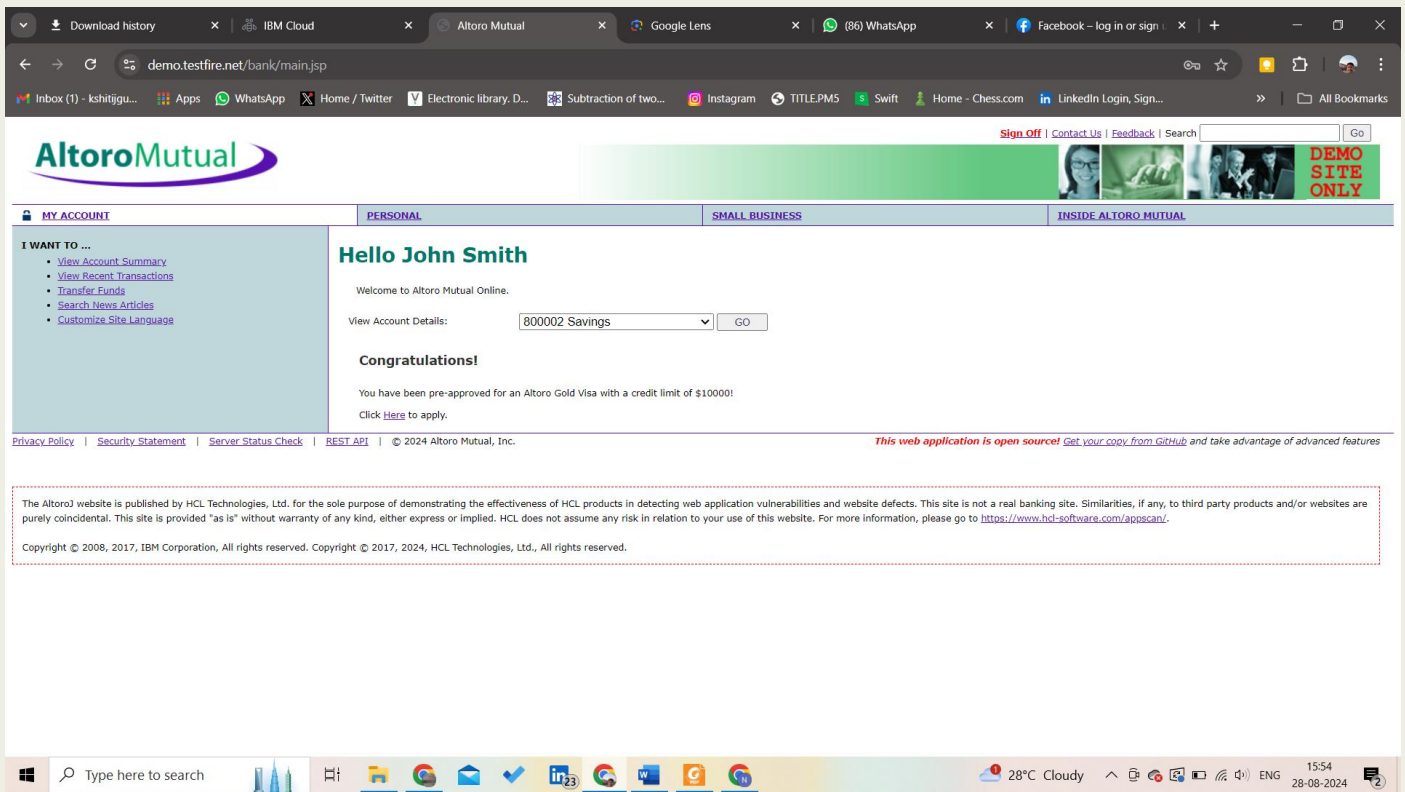 Download history
IBM Cloud
Altoro Mutual
Google Lens
(86) WhatsApp
Facebook – log in or sign u
demo.testfire.net/bank/main.jsp
Inbox (1) - kshitijgu... Apps WhatsApp Home / Twitter Electronic library. D... Subtraction of two... Instagram TITLE.PM5 Swift Home - Chess.com LinkedIn Login, Sign... » All Bookmarks
Sign Off | Contact Us | Feedback | Search Go
AltoroMutual
DEMO
SITE
ONLY
MY ACCOUNT PERSONAL SMALL BUSINESS INSIDE ALTORO MUTUAL
I WANT TO ...
• View Account Summary
• View Recent Transactions
• Transfer Funds
• Search News Articles
• Customize Site Language
Hello John Smith
Welcome to Altoro Mutual Online.
View Account Details: 800002 Savings GO
Congratulations!
You have been pre-approved for an Altoro Gold Visa with a credit limit of $10000!
Click Here to apply.
Privacy Policy | Security Statement | Server Status Check | REST API | © 2024 Altoro Mutual, Inc. This web application is open source! Get your copy from GitHub and take advantage of advanced features
The AltoroJ website is published by HCL Technologies, Ltd. for the sole purpose of demonstrating the effectiveness of HCL products in detecting web application vulnerabilities and website defects. This site is not a real banking site. Similarities, if any, to third party products and/or websites are
purely coincidental. This site is provided "as is" without warranty of any kind, either express or implied. HCL does not assume any risk in relation to your use of this website. For more information, please go to https://www.hcl-software.com/appscan/.
Copyright © 2008, 2017, IBM Corporation, All rights reserved. Copyright © 2017, 2024, HCL Technologies, Ltd., All rights reserved.
Type here to search
23
28°C Cloudy
ENG
15:54
28-08-2024
2